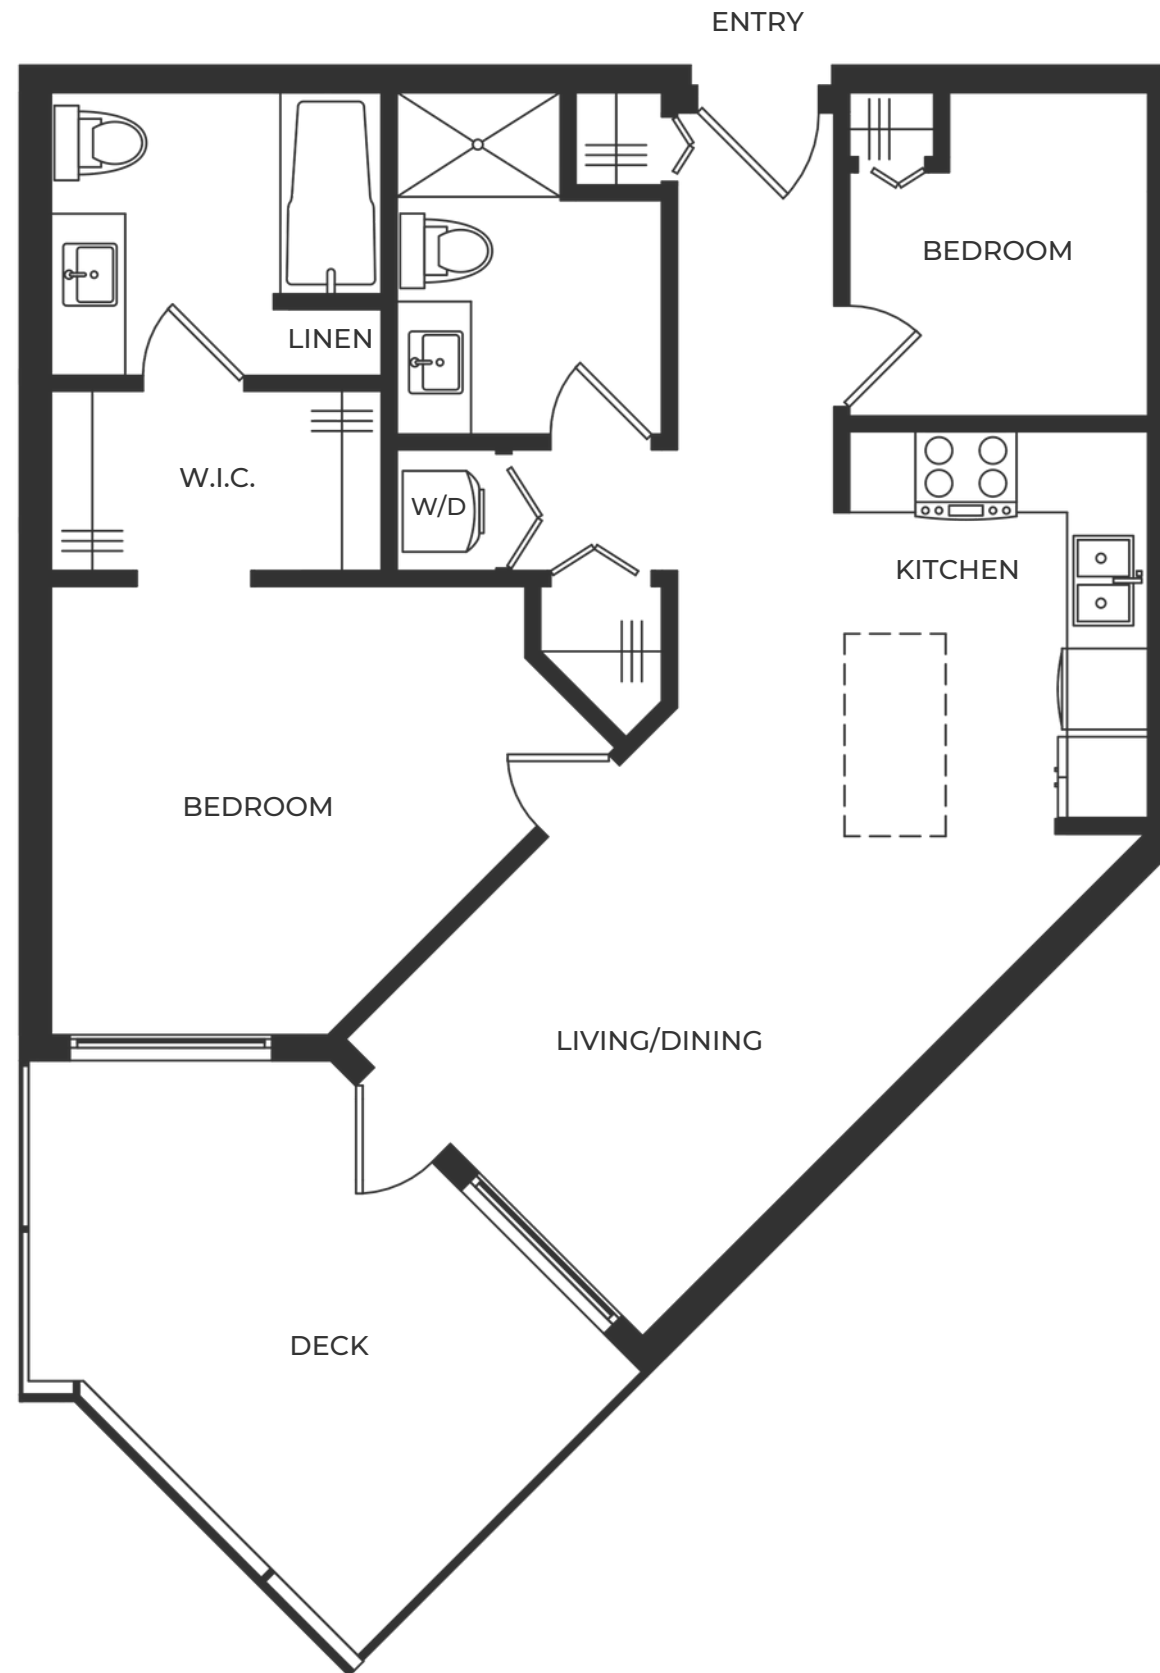 ENTRY
BEDROOM
LINEN
W.I.C.
W/D
KITCHEN
BEDROOM
LIVING/DINING
DECK